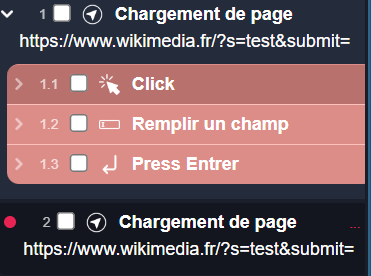 1 Chargement de page
https://www.wikimedia.fr/?s=test&submit=
1.1 Click
1.2 Remplir un champ
1.3 Press Entrer
2 Chargement de page ...
https://www.wikimedia.fr/?s=test&submit=